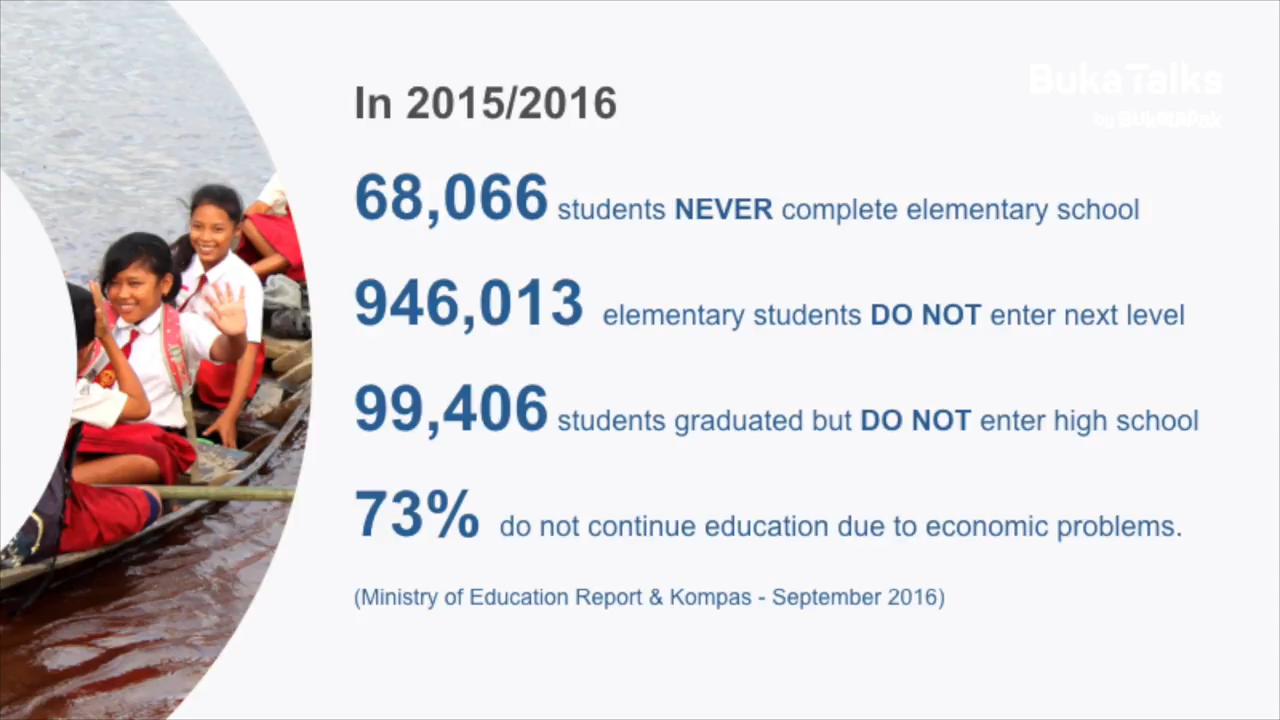 BukaTalks
by BukaLapak
In 2015/2016
68,066 students NEVER complete elementary school
946,013 elementary students DO NOT enter next level
99,406 students graduated but DO NOT enter high school
73% do not continue education due to economic problems.
(Ministry of Education Report & Kompas - September 2016)